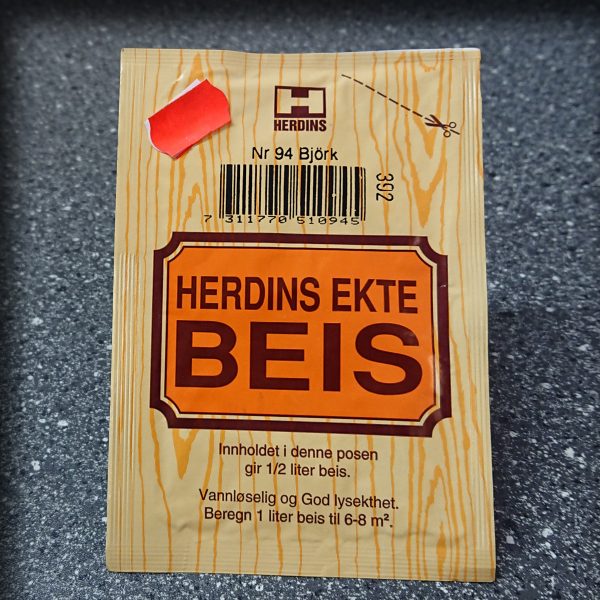 HERDINS
Nr 94 Björk
392
7 311770 510945
HERDINS EKTE
BEIS
Innholdet i denne posen
gir 1/2 liter beis.
Vannløselig og God lysekthet.
Beregn 1 liter beis til 6-8 m².